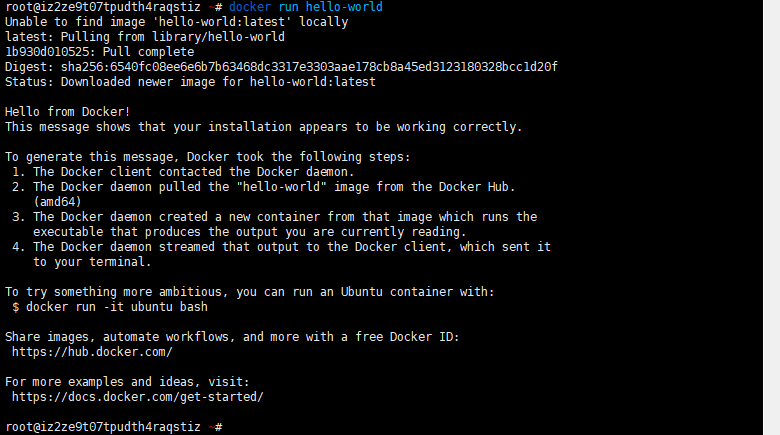 root@iz2ze9t07tpudth4raqstiz ~# docker run hello-world
Unable to find image 'hello-world:latest' locally
latest: Pulling from library/hello-world
1b930d010525: Pull complete
Digest: sha256:6540fc08ee6e6b7b63468dc3317e3303aae178cb8a45ed3123180328bcc1d20f
Status: Downloaded newer image for hello-world:latest

Hello from Docker!
This message shows that your installation appears to be working correctly.

To generate this message, Docker took the following steps:
 1. The Docker client contacted the Docker daemon.
 2. The Docker daemon pulled the "hello-world" image from the Docker Hub.
    (amd64)
 3. The Docker daemon created a new container from that image which runs the
    executable that produces the output you are currently reading.
 4. The Docker daemon streamed that output to the Docker client, which sent it
    to your terminal.

To try something more ambitious, you can run an Ubuntu container with:
 $ docker run -it ubuntu bash

Share images, automate workflows, and more with a free Docker ID:
 https://hub.docker.com/

For more examples and ideas, visit:
 https://docs.docker.com/get-started/

root@iz2ze9t07tpudth4raqstiz ~#